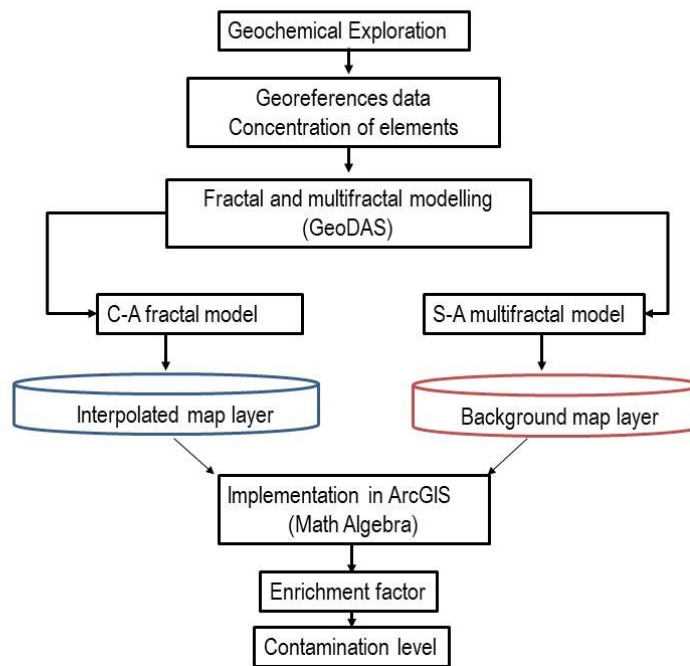 Geochemical Exploration
Georeferences data
Concentration of elements
Fractal and multifractal modelling
(GeoDAS)
C-A fractal model
S-A multifractal model
Interpolated map layer
Background map layer
Implementation in ArcGIS
(Math Algebra)
Enrichment factor
Contamination level